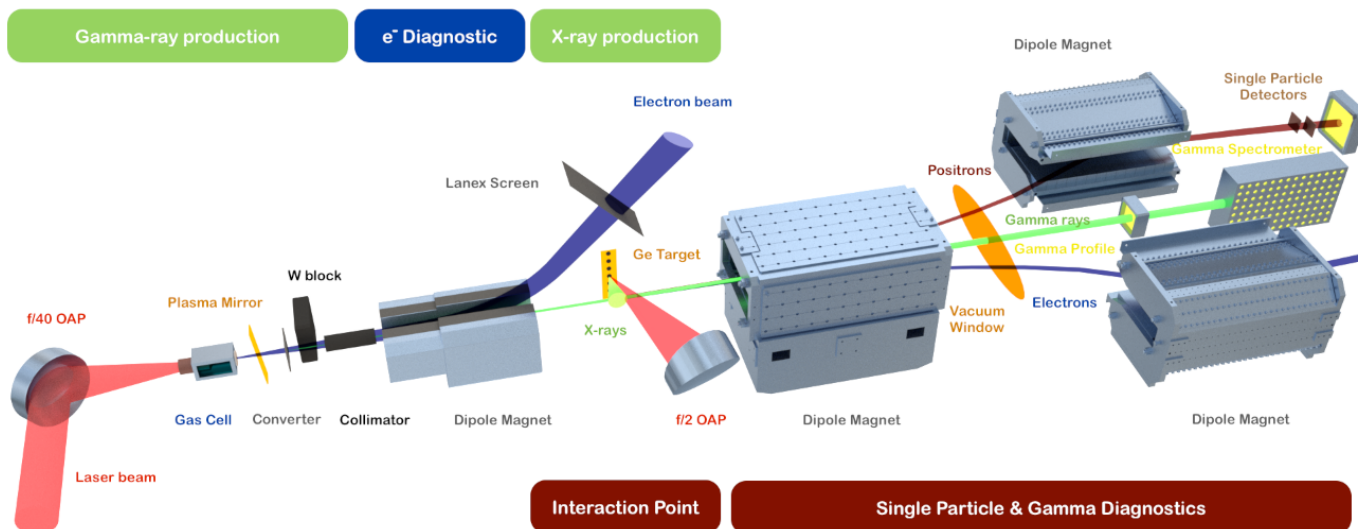 Gamma-ray production
e⁻ Diagnostic
X-ray production
Dipole Magnet
Single Particle
Detectors
Electron beam
Gamma Spectrometer
Lanex Screen
Positrons
Gamma rays
Ge Target
Gamma Profile
W block
Plasma Mirror
Electrons
f/40 OAP
X-rays
Vacuum
Window
Gas Cell
Converter
Collimator
Dipole Magnet
f/2 OAP
Dipole Magnet
Dipole Magnet
Laser beam
Interaction Point
Single Particle & Gamma Diagnostics